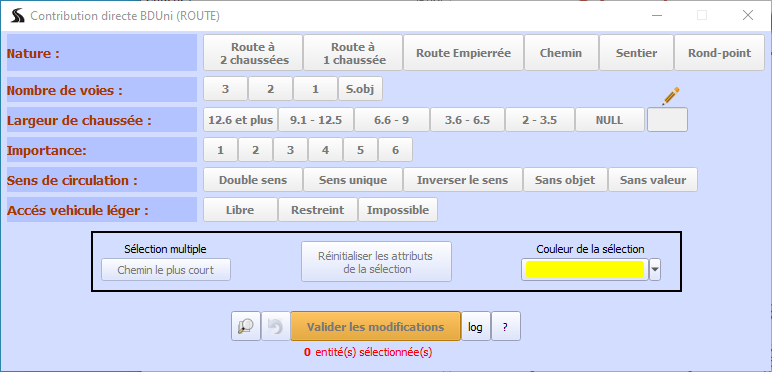 Contribution directe BDUni (ROUTE)
Nature :
Route à
2 chaussées
Route à
1 chaussée
Route Empierrée
Chemin
Sentier
Rond-point
Nombre de voies :
3
2
1
S.obj
Largeur de chaussée :
12.6 et plus
9.1 - 12.5
6.6 - 9
3.6 - 6.5
2 - 3.5
NULL
Importance:
1
2
3
4
5
6
Sens de circulation :
Double sens
Sens unique
Inverser le sens
Sans objet
Sans valeur
Accés vehicule léger :
Libre
Restreint
Impossible
Sélection multiple
Chemin le plus court
Réinitialiser les attributs
de la sélection
Couleur de la sélection
Valider les modifications
log
?
0 entité(s) sélectionnée(s)